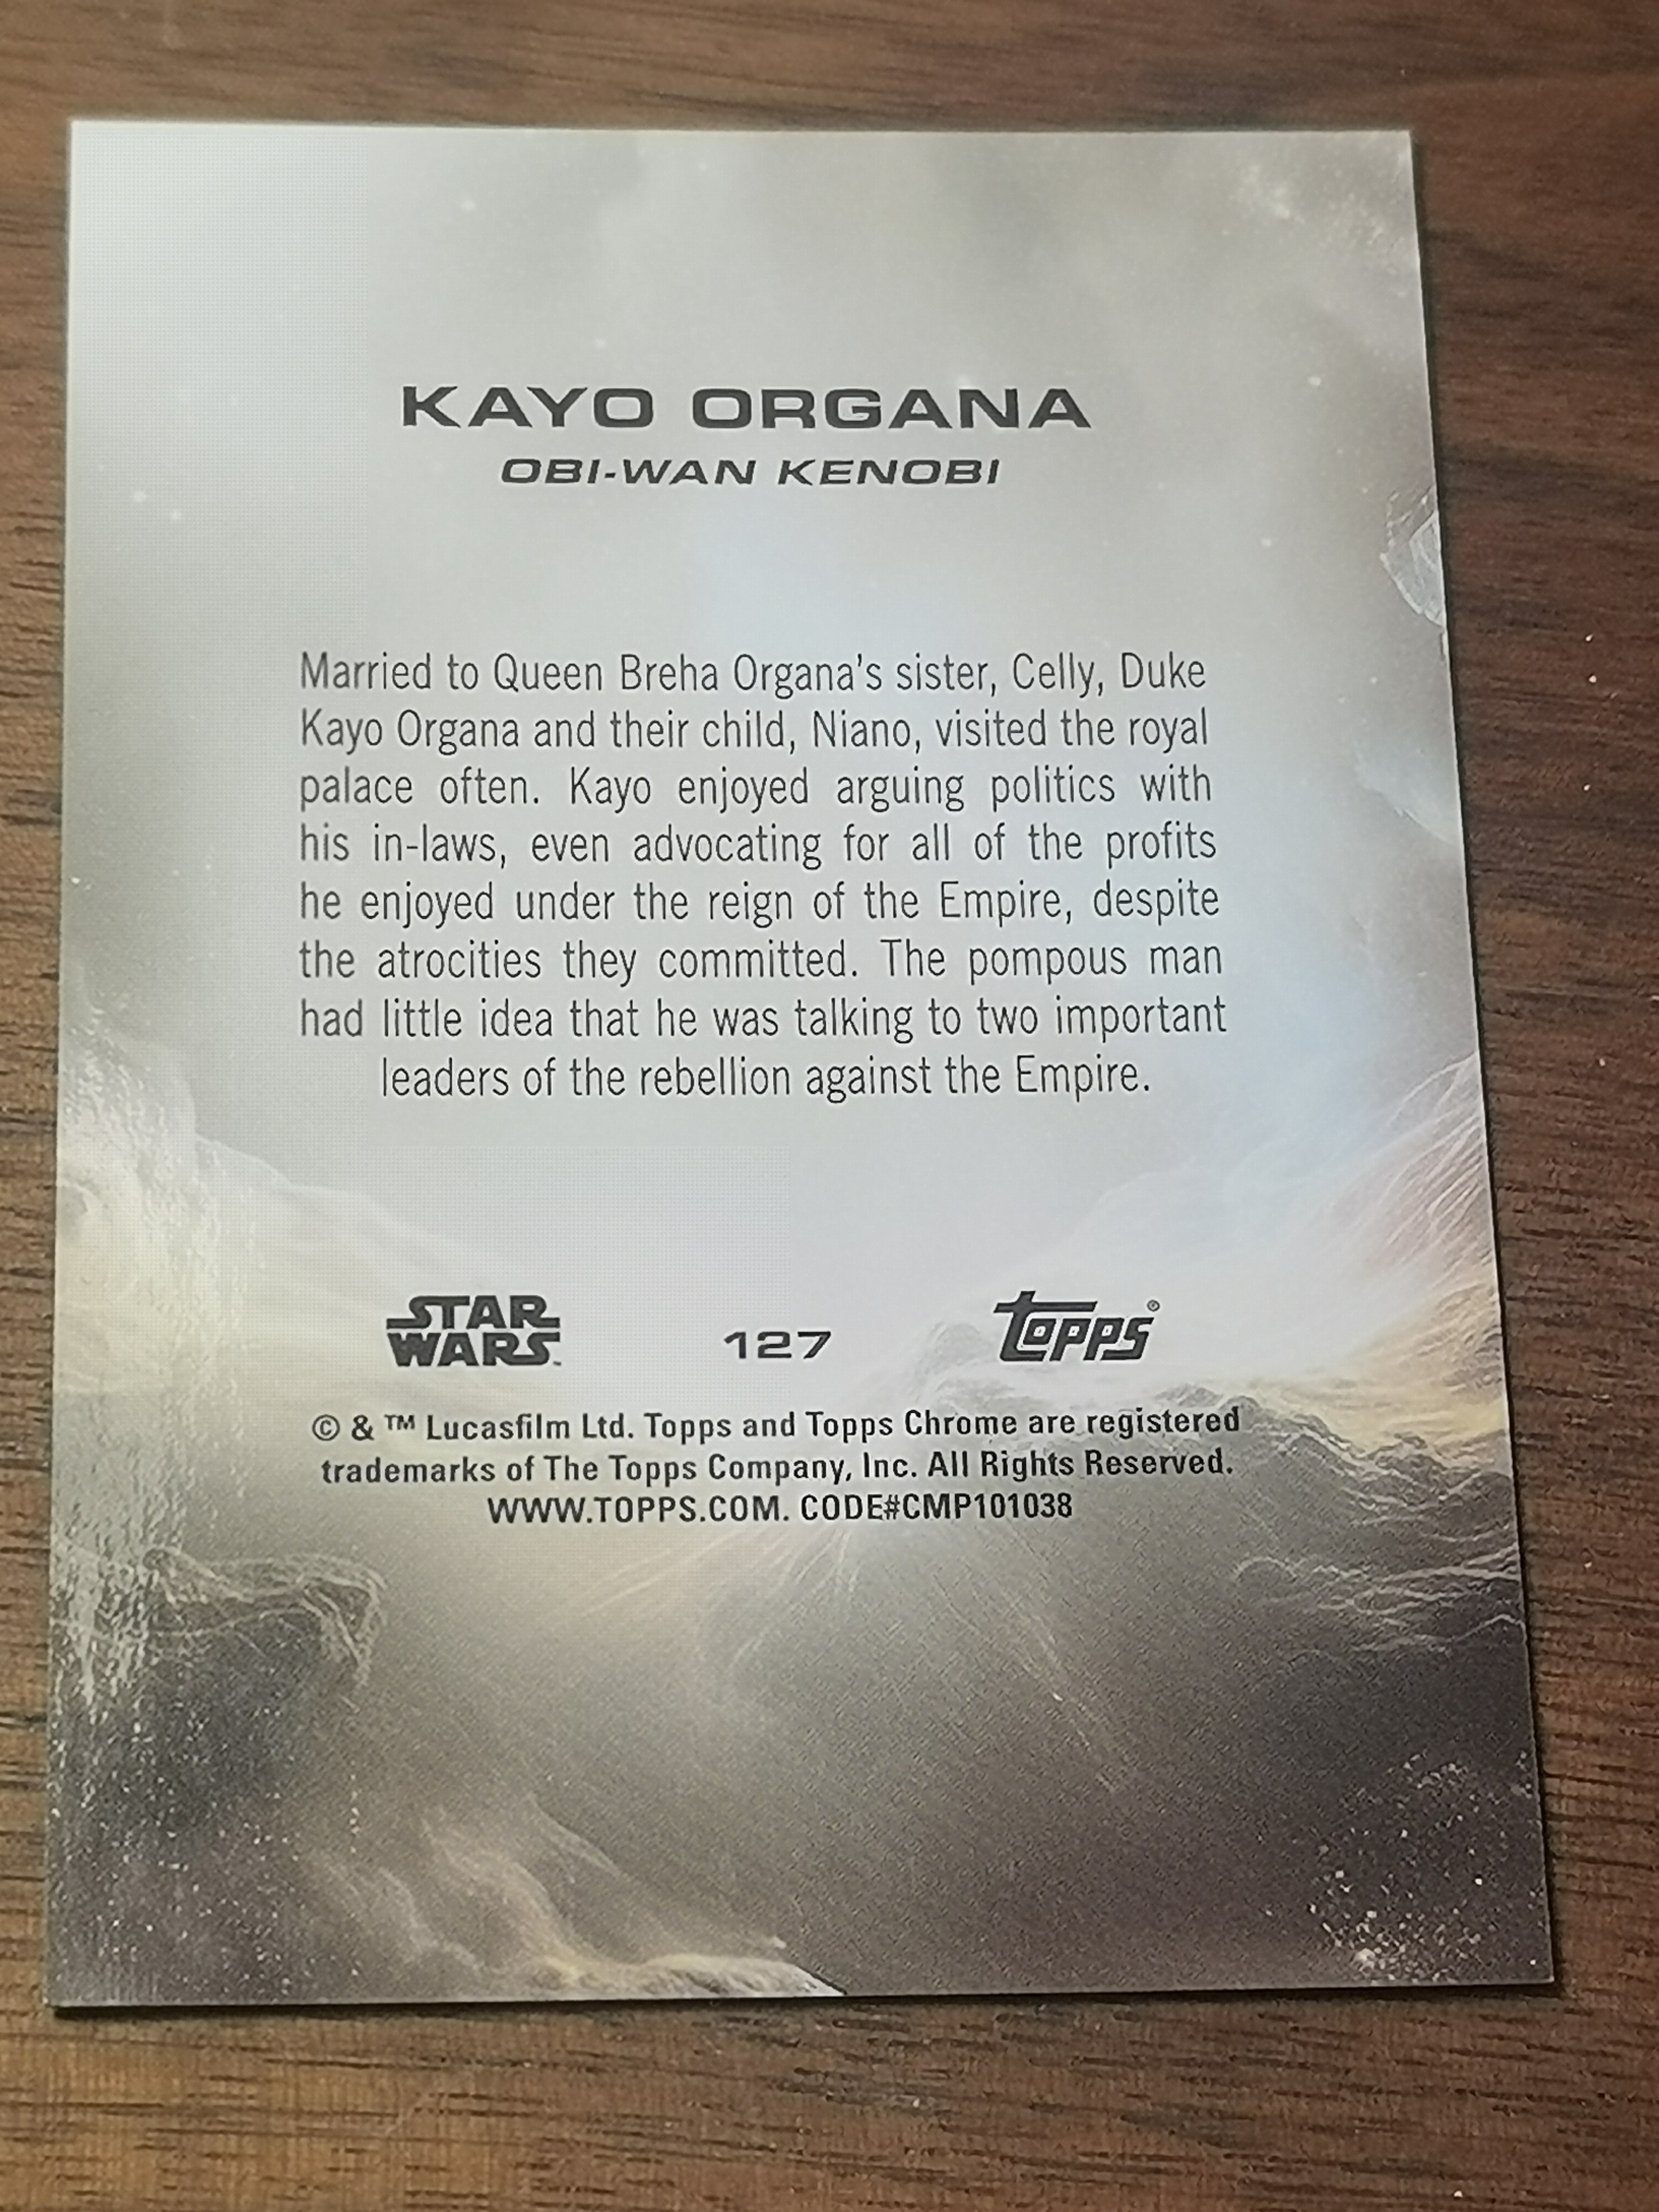 KAYO ORGANA
OBI-WAN KENOBI
Married to Queen Breha Organa's sister, Celly, Duke
Kayo Organa and their child, Niano, visited the royal
palace often. Kayo enjoyed arguing politics with
his in-laws, even advocating for all of the profits
he enjoyed under the reign of the Empire, despite
the atrocities they committed. The pompous man
had little idea that he was talking to two important
leaders of the rebellion against the Empire.
STAR
WARS™ 127 Topps®
© & ™ Lucasfilm Ltd. Topps and Topps Chrome are registered
trademarks of The Topps Company, Inc. All Rights Reserved.
WWW.TOPPS.COM. CODE#CMP101038